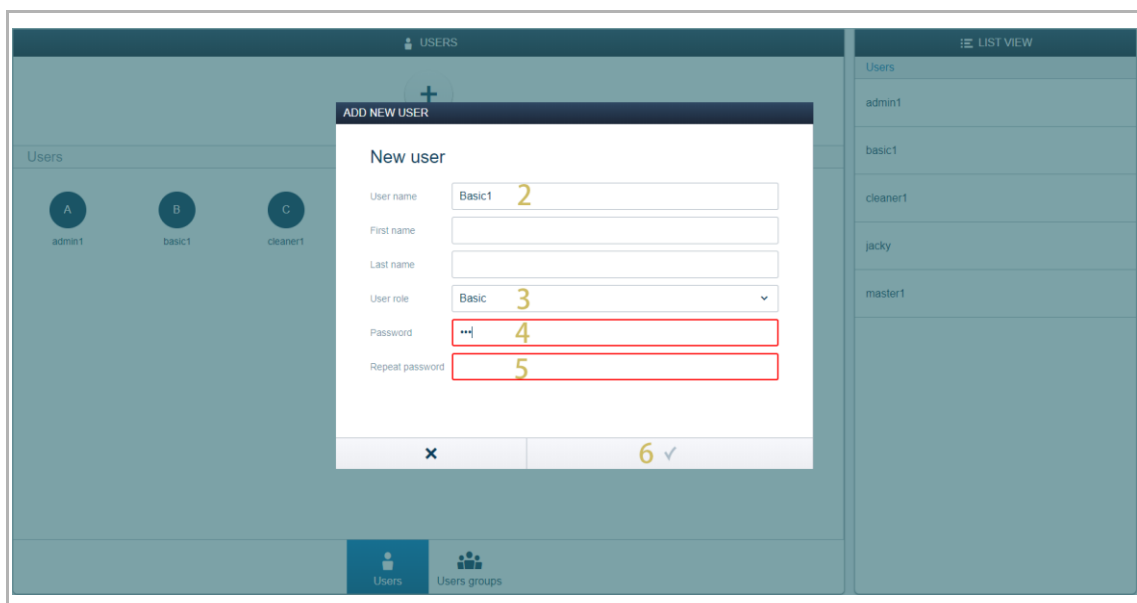 USERS
LIST VIEW
Users
admin1
basic1
cleaner1
jacky
master1
Users
A
B
C
admin1
basic1
cleaner1
ADD NEW USER
New user
User name Basic1 2
First name
Last name
User role Basic 3
Password •••| 4
Repeat password 5
6
Users
Users groups